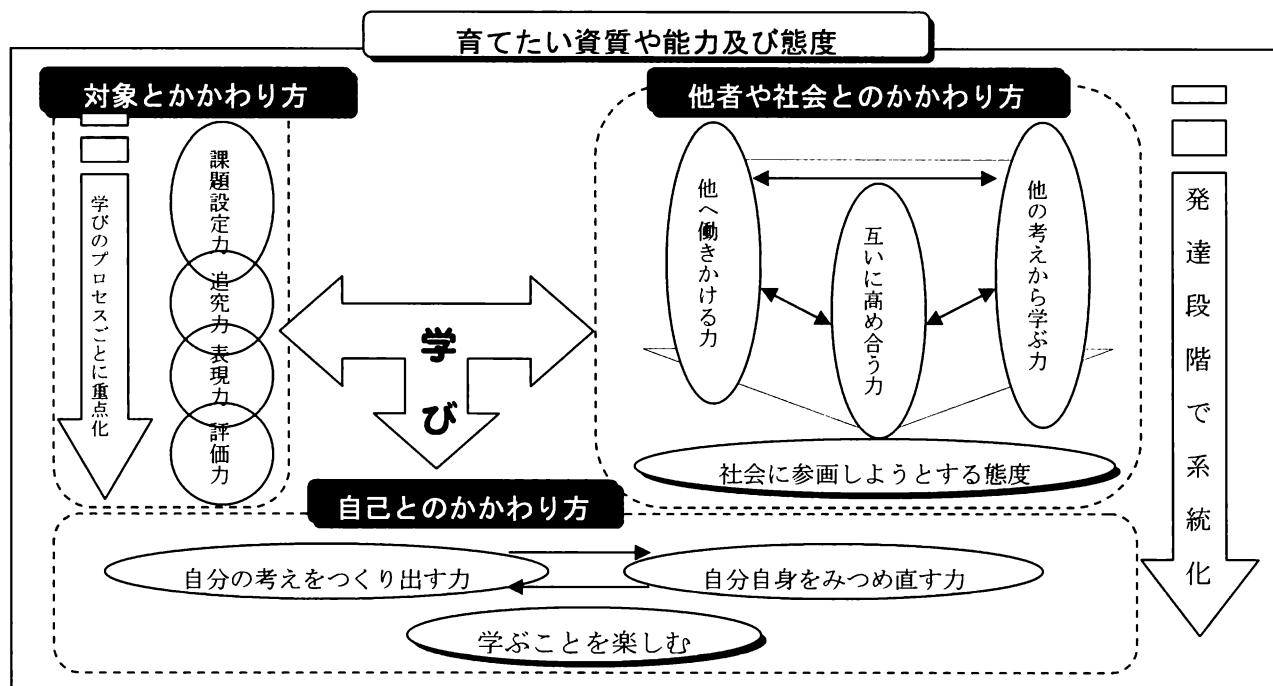 育てたい資質や能力及び態度
対象とかかわり方
学びのプロセスごとに重点化
課題設定力
追究力
表現力
評価力
学び
他者や社会とのかかわり方
他へ働きかける力
互いに高め合う力
他の考えから学ぶ力
社会に参画しようとする態度
自己とのかかわり方
自分の考えをつくり出す力
自分自身をみつめ直す力
学ぶことを楽しむ
発達段階で系統化